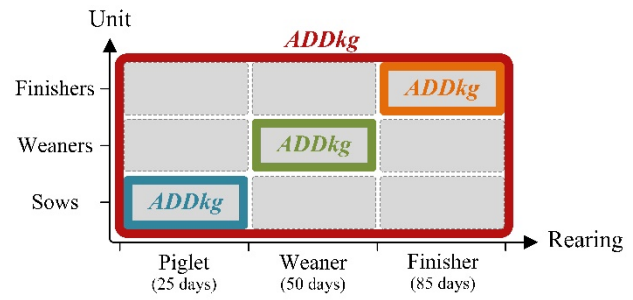 Unit
ADDkg
Finishers
ADDkg
Weaners
ADDkg
Sows
ADDkg
Rearing
Piglet
Weaner
Finisher
(25 days)
(50 days)
(85 days)